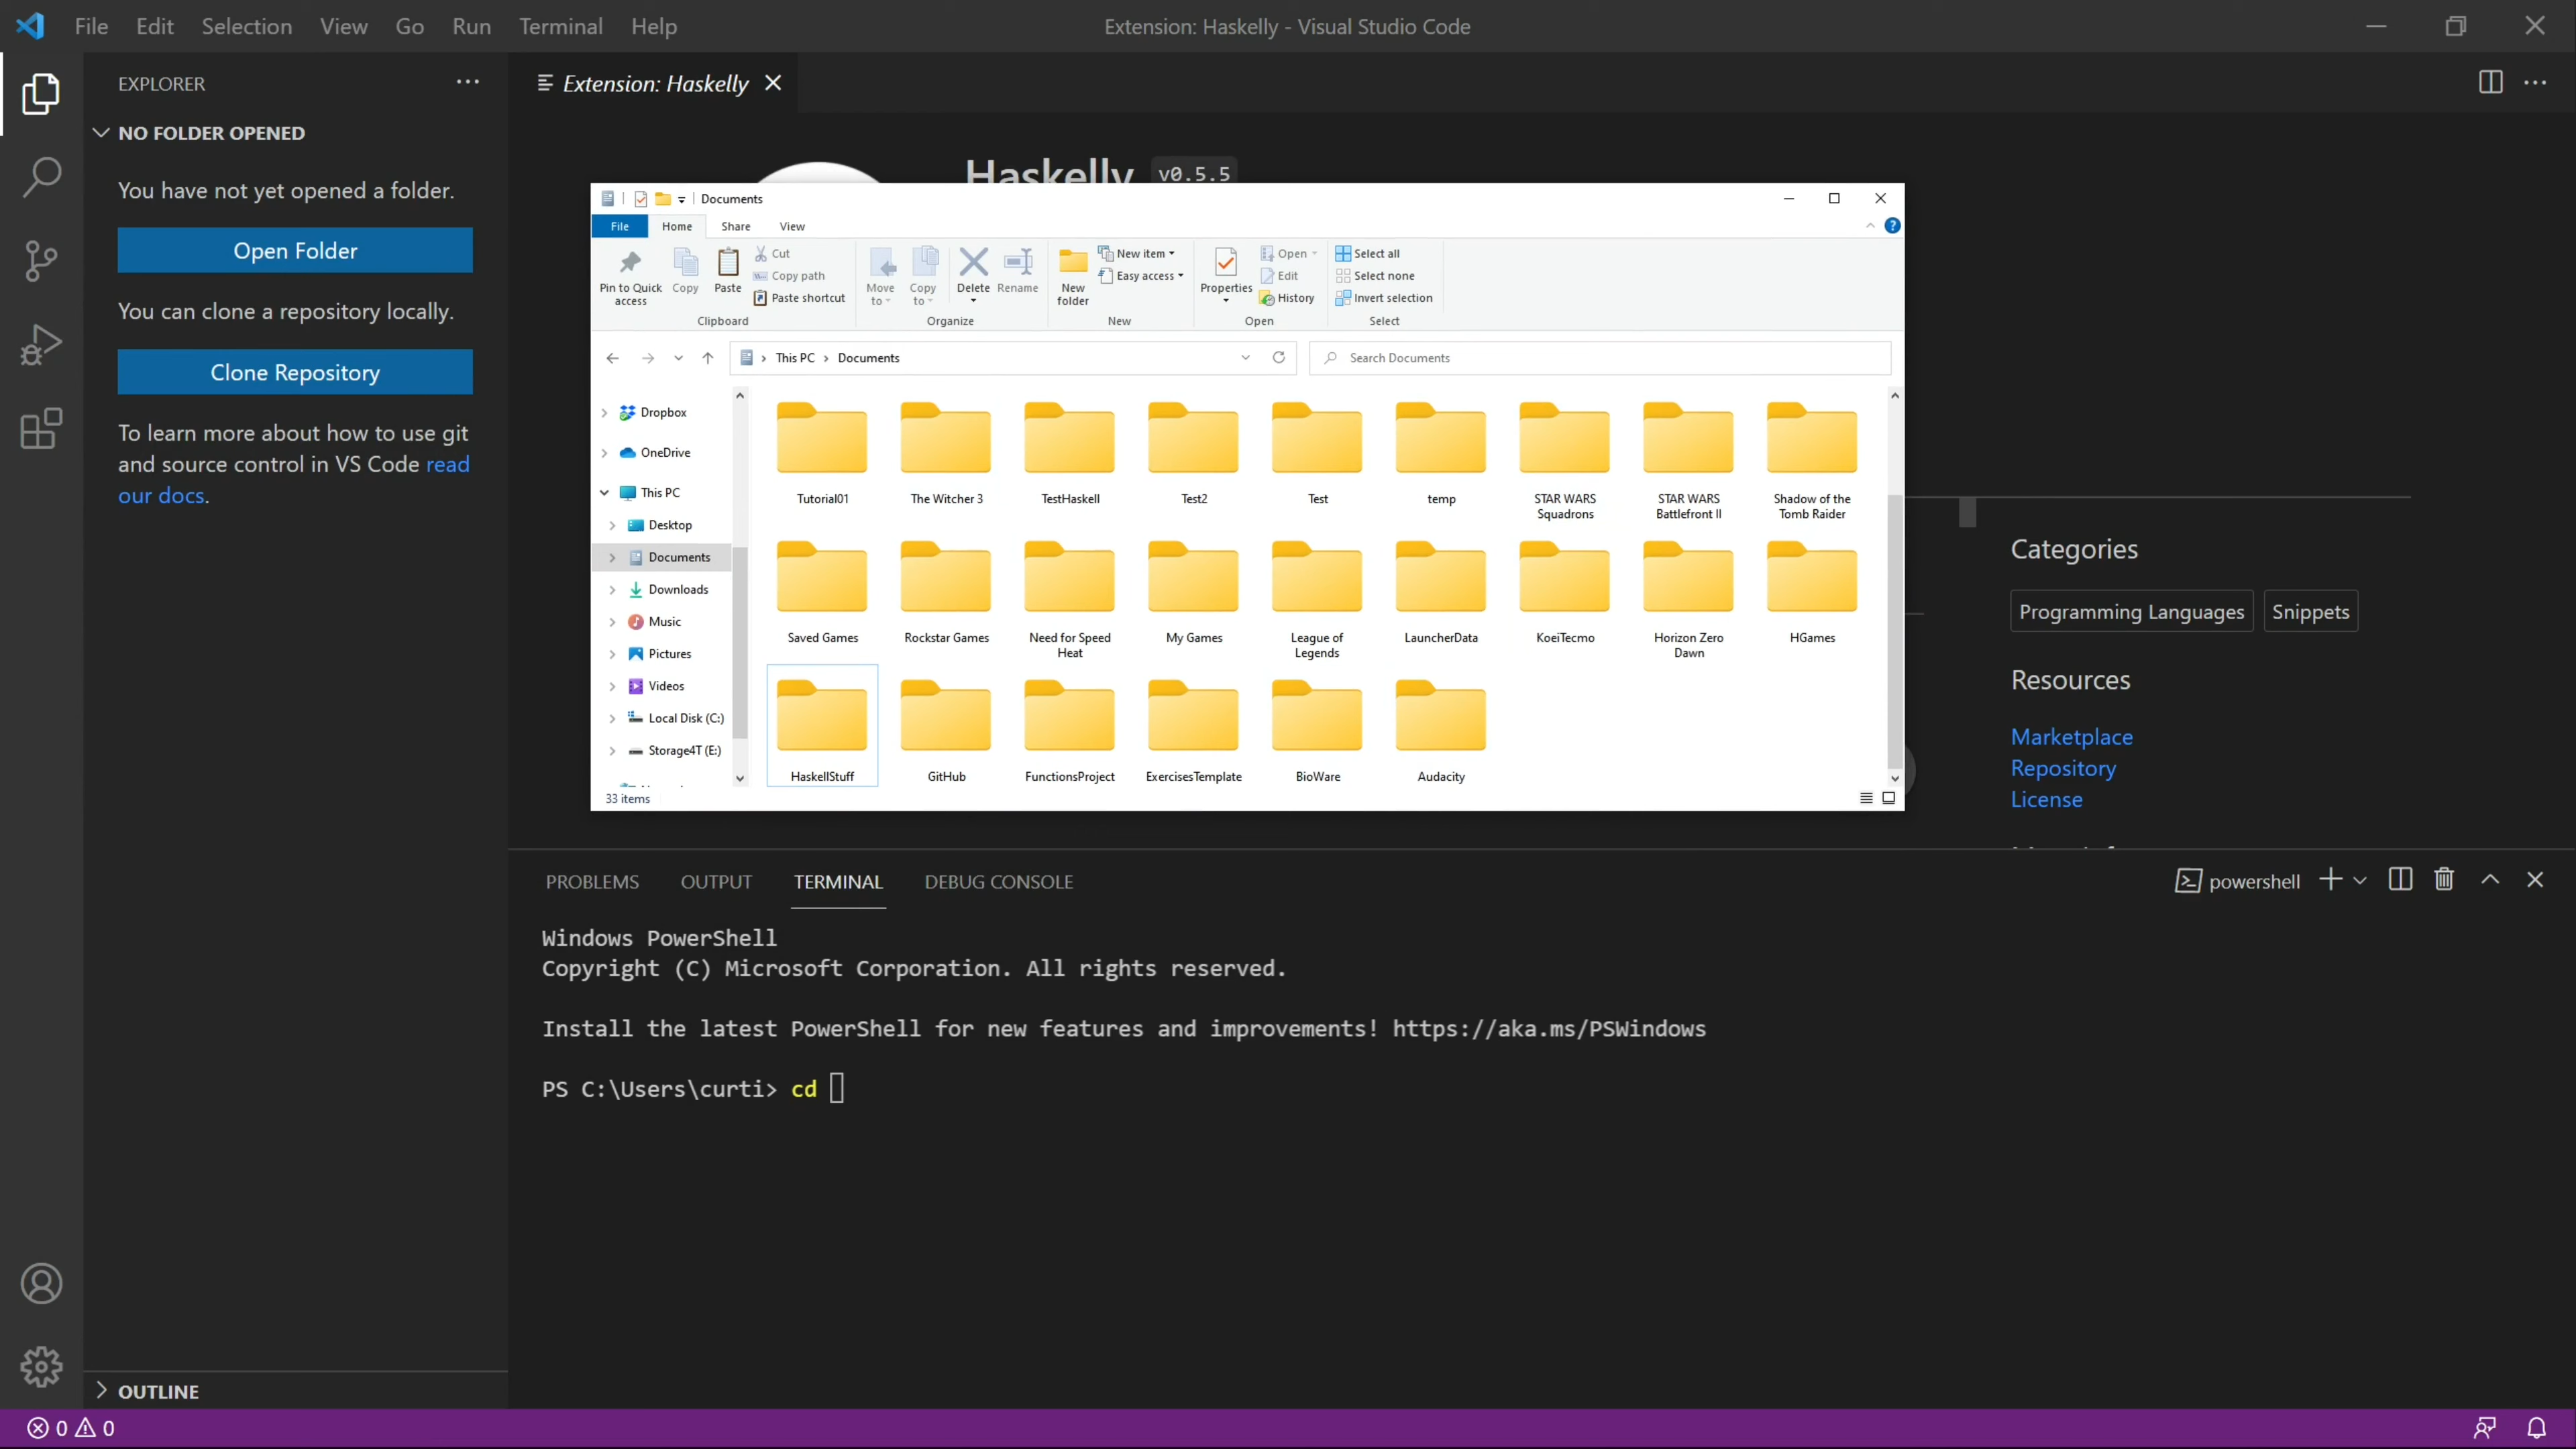 File Edit Selection View Go Run Terminal Help
Extension: Haskelly - Visual Studio Code
EXPLORER
NO FOLDER OPENED
You have not yet opened a folder.
Open Folder
You can clone a repository locally.
Clone Repository
To learn more about how to use git
and source control in VS Code read
our docs.
OUTLINE
Extension: Haskelly
Haskelly v0.5.5
Documents
File Home Share View
Pin to Quick
access
Copy
Paste
Cut
Copy path
Paste shortcut
Clipboard
Move
to
Copy
to
Delete
Rename
Organize
New
folder
New item
Easy access
New
Properties
Open
Edit
History
Open
Select all
Select none
Invert selection
Select
This PC › Documents
Search Documents
Dropbox
OneDrive
This PC
Desktop
Documents
Downloads
Music
Pictures
Videos
Local Disk (C:)
Storage4T (E:)
Tutorial01
The Witcher 3
TestHaskell
Test2
Test
temp
STAR WARS
Squadrons
STAR WARS
Battlefront II
Shadow of the
Tomb Raider
Saved Games
Rockstar Games
Need for Speed
Heat
My Games
League of
Legends
LauncherData
KoeiTecmo
Horizon Zero
Dawn
HGames
HaskellStuff
GitHub
FunctionsProject
ExercisesTemplate
BioWare
Audacity
33 items
Categories
Programming Languages Snippets
Resources
Marketplace
Repository
License
PROBLEMS OUTPUT TERMINAL DEBUG CONSOLE
powershell
Windows PowerShell
Copyright (C) Microsoft Corporation. All rights reserved.
Install the latest PowerShell for new features and improvements! https://aka.ms/PSWindows
PS C:\Users\curti> cd
0 0